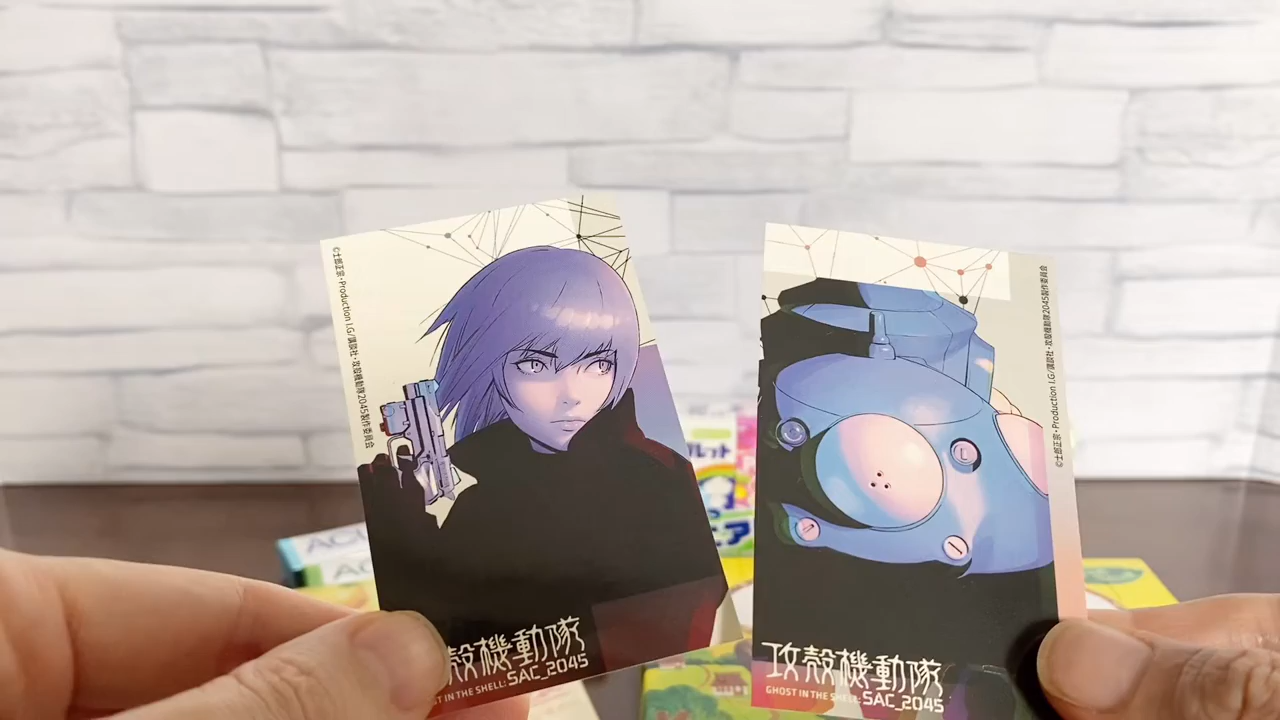 ©士郎正宗・Production I.G/講談社・攻殻機動隊2045製作委員会
殻機動隊
GHOST IN THE SHELL: SAC_2045
©士郎正宗・Production I.G/講談社・攻殻機動隊2045製作委員会
L
攻殻機動隊
GHOST IN THE SHELL: SAC_2045